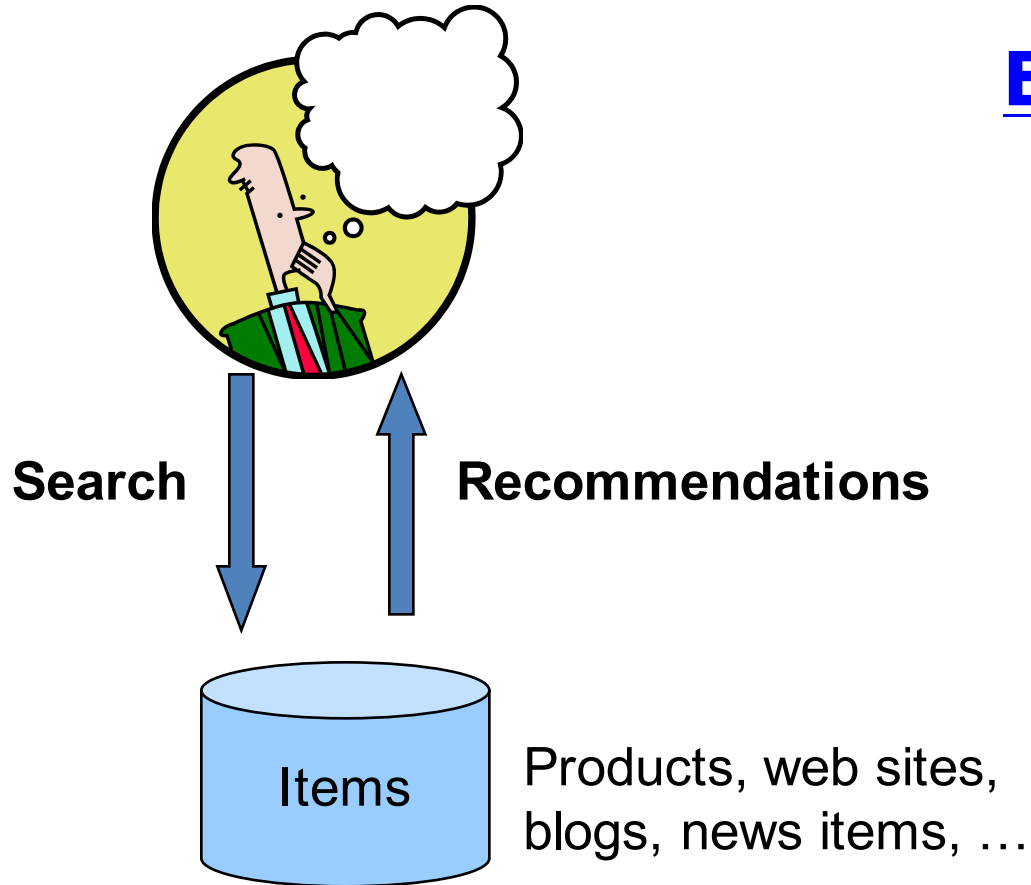 Search
Recommendations
Items
Products, web sites,
blogs, news items, …